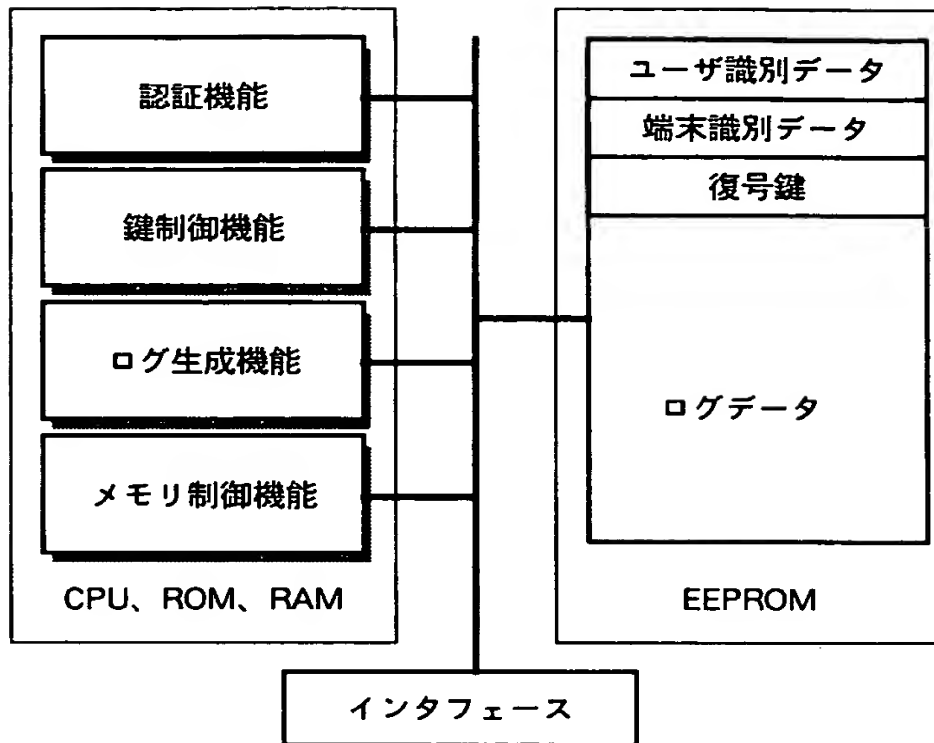 認証機能
鍵制御機能
ログ生成機能
メモリ制御機能
CPU、ROM、RAM
ユーザ識別データ
端末識別データ
復号鍵
ログデータ
EEPROM
インタフェース